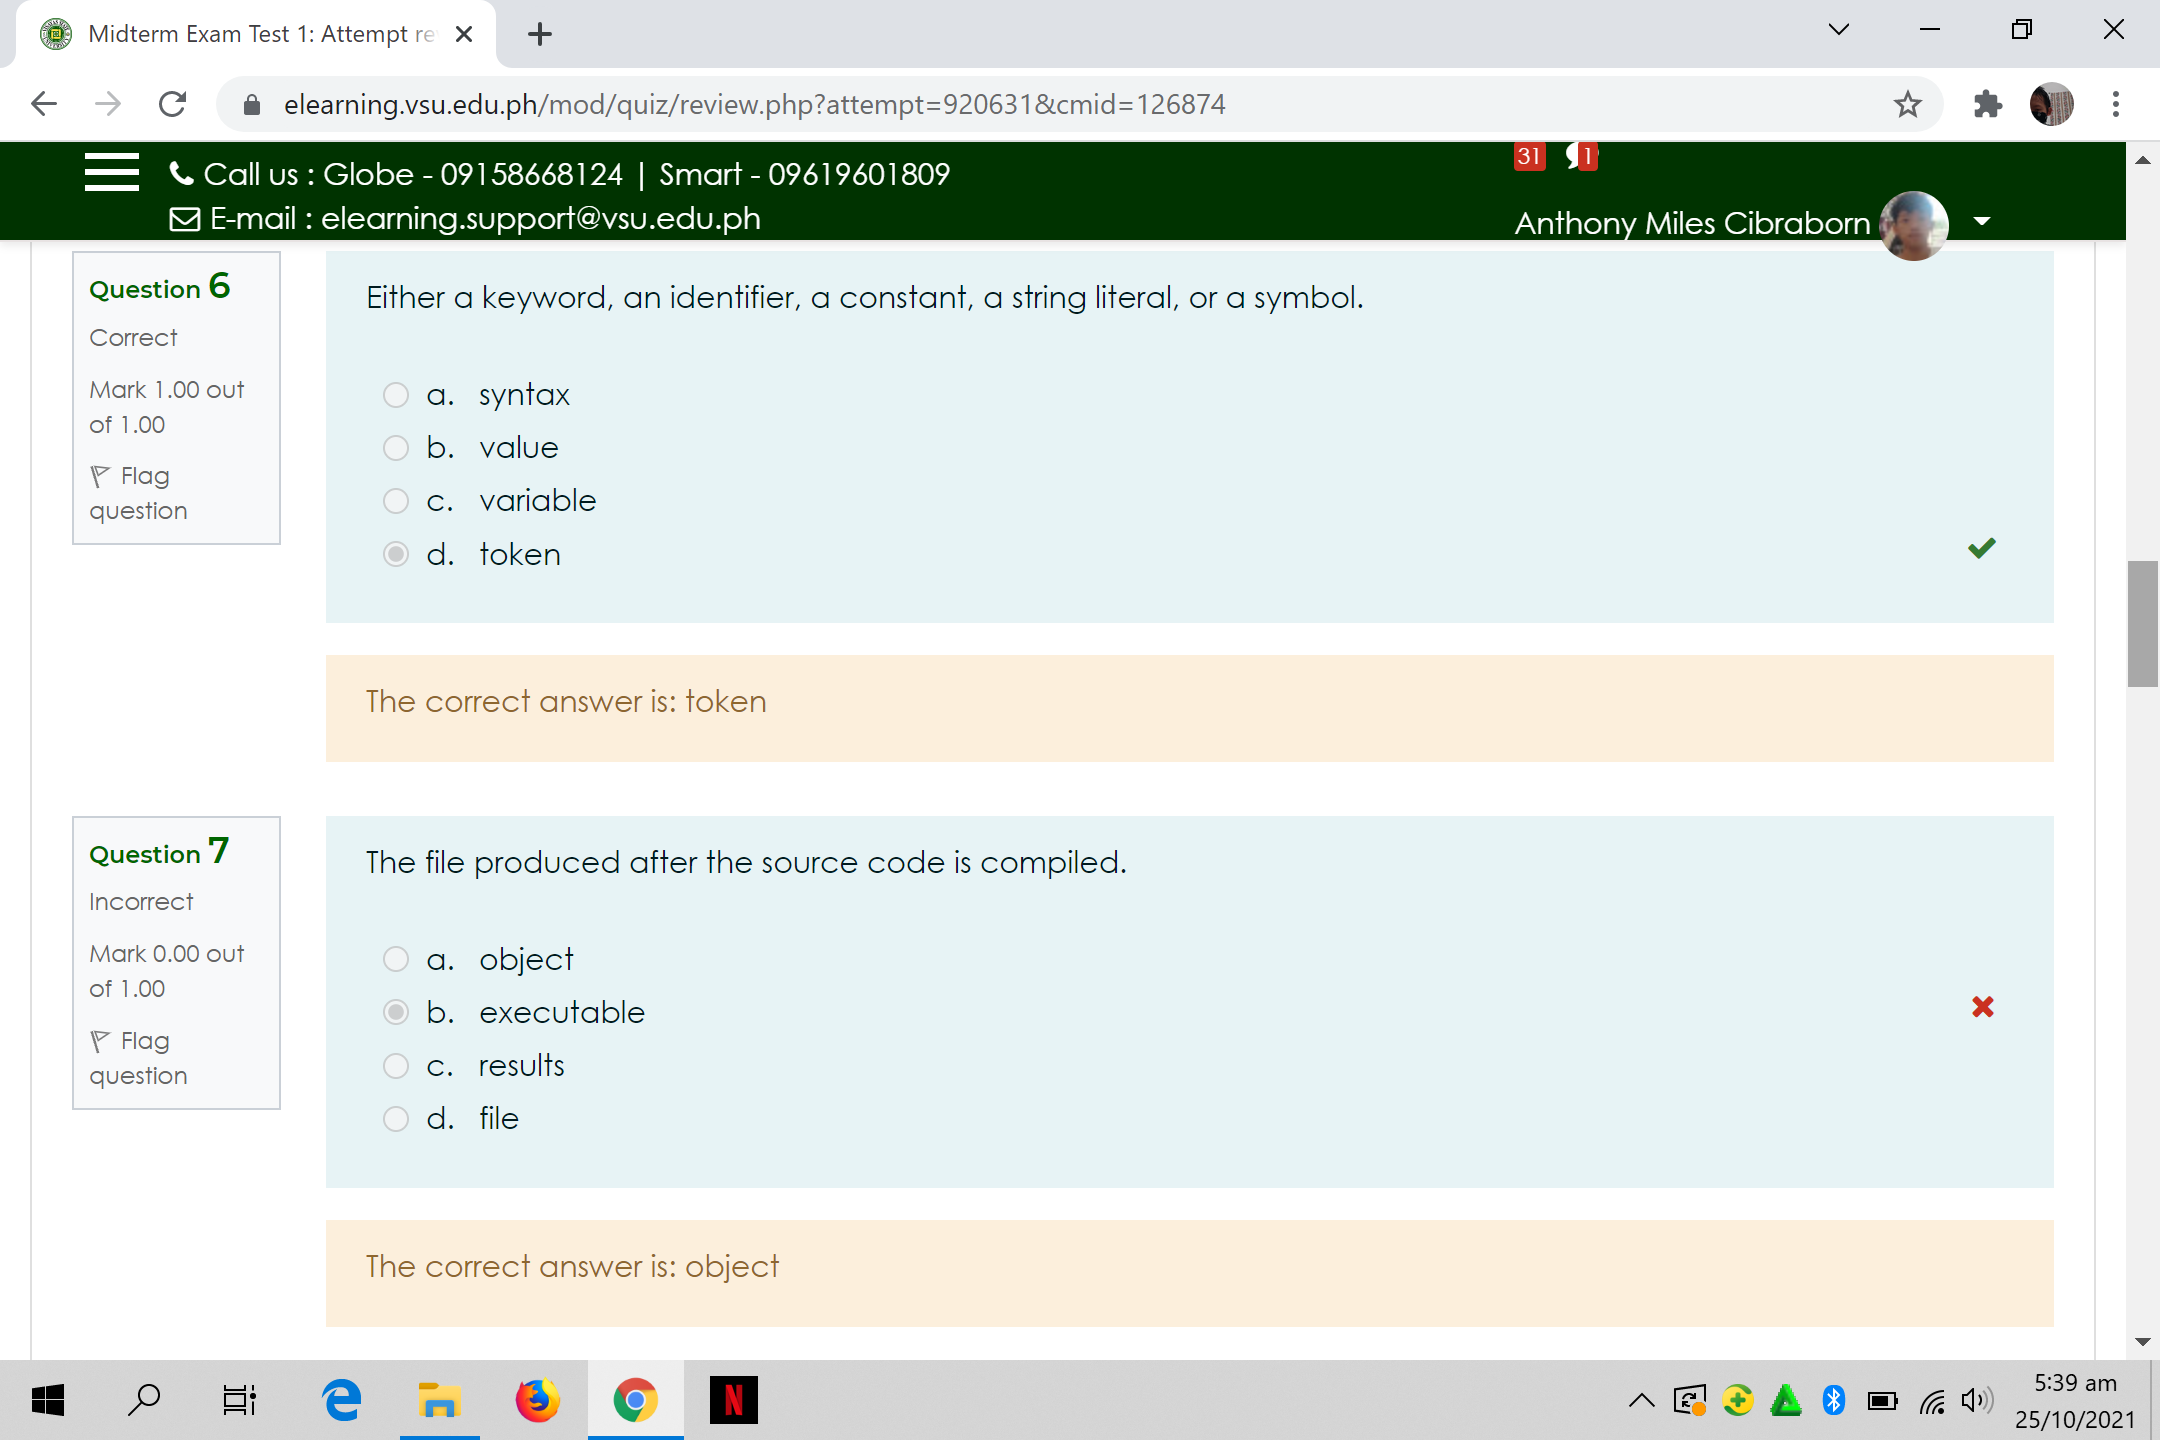 Midterm Exam Test 1: Attempt re
elearning.vsu.edu.ph/mod/quiz/review.php?attempt=920631&cmid=126874
Call us : Globe - 09158668124 | Smart - 09619601809
31 1
E-mail : elearning.support@vsu.edu.ph
Anthony Miles Cibraborn
Question 6
Correct
Mark 1.00 out
of 1.00
Flag
question
Either a keyword, an identifier, a constant, a string literal, or a symbol.
a. syntax
b. value
c. variable
d. token
The correct answer is: token
Question 7
Incorrect
Mark 0.00 out
of 1.00
Flag
question
The file produced after the source code is compiled.
a. object
b. executable
c. results
d. file
The correct answer is: object
N
5:39 am
25/10/2021